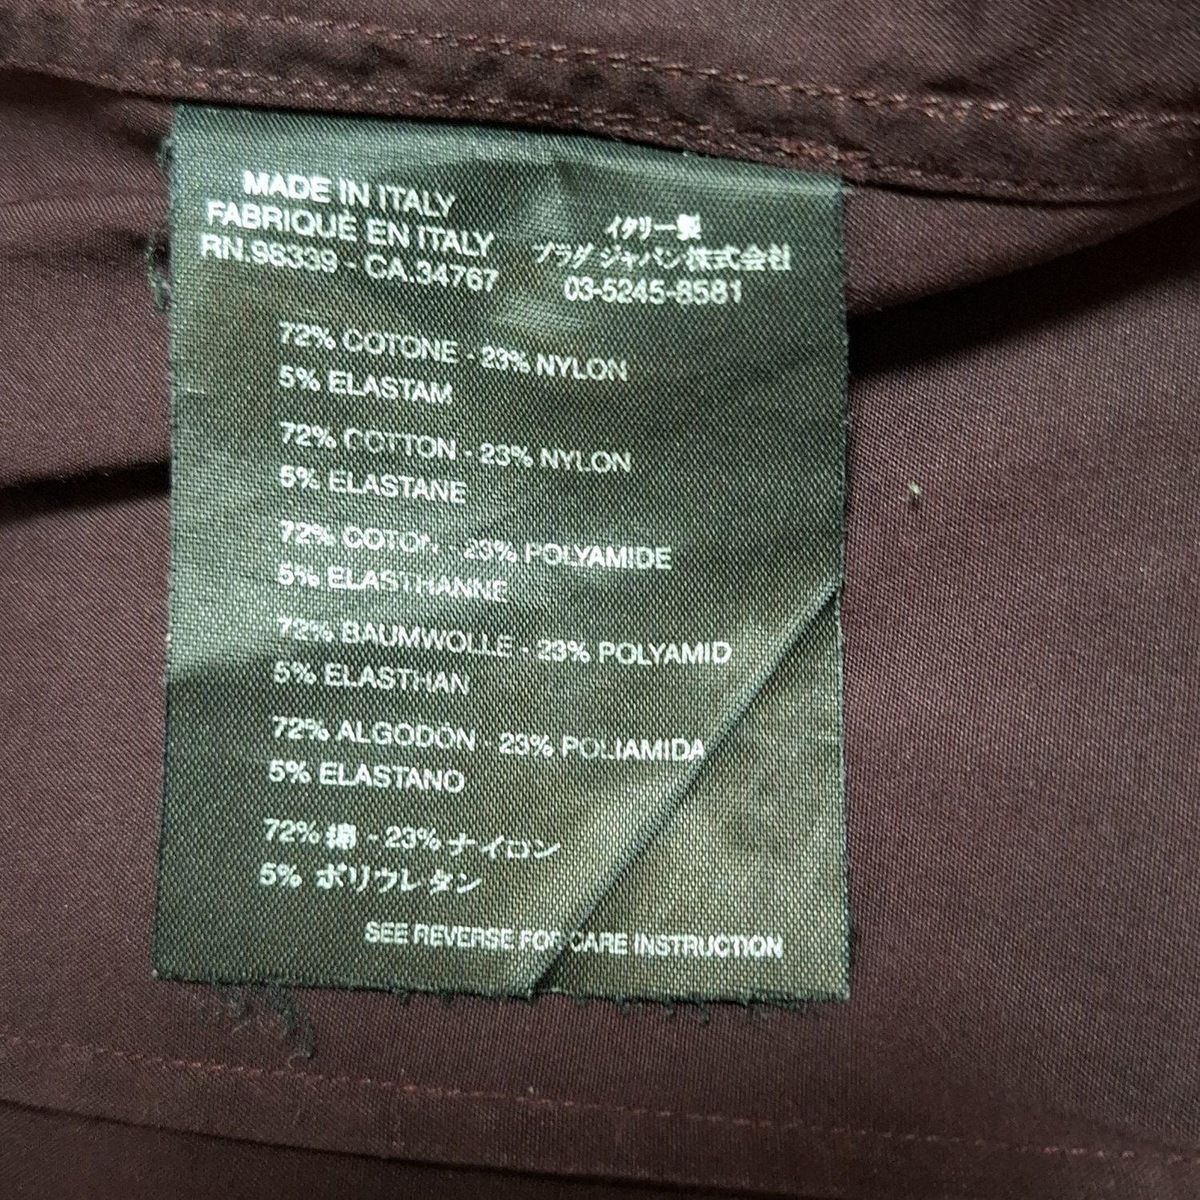 MADE IN ITALY
FABRIQUÉ EN ITALY
RN.96339 - CA.34767
イタリー製
プラダ ジャパン株式会社
03-5245-8581
72% COTONE - 23% NYLON
5% ELASTAM
72% COTTON - 23% NYLON
5% ELASTANE
72% COTON - 23% POLYAMIDE
5% ELASTHANNE
72% BAUMWOLLE - 23% POLYAMID
5% ELASTHAN
72% ALGODÓN - 23% POLIAMIDA
5% ELASTANO
72% 綿 - 23% ナイロン
5% ポリウレタン
SEE REVERSE FOR CARE INSTRUCTION